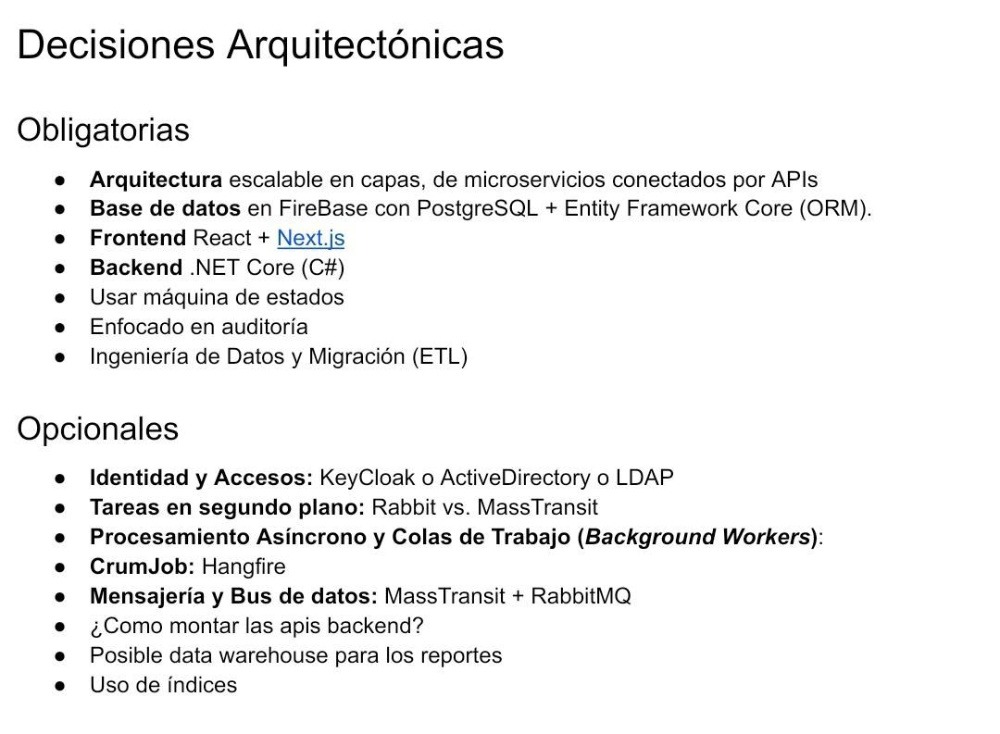 Decisiones Arquitectónicas
Obligatorias
● Arquitectura escalable en capas, de microservicios conectados por APIs
● Base de datos en FireBase con PostgreSQL + Entity Framework Core (ORM).
● Frontend React + Next.js
● Backend .NET Core (C#)
● Usar máquina de estados
● Enfocado en auditoría
● Ingeniería de Datos y Migración (ETL)
Opcionales
● Identidad y Accesos: KeyCloak o ActiveDirectory o LDAP
● Tareas en segundo plano: Rabbit vs. MassTransit
● Procesamiento Asíncrono y Colas de Trabajo (Background Workers):
● CrumJob: Hangfire
● Mensajería y Bus de datos: MassTransit + RabbitMQ
● ¿Como montar las apis backend?
● Posible data warehouse para los reportes
● Uso de índices